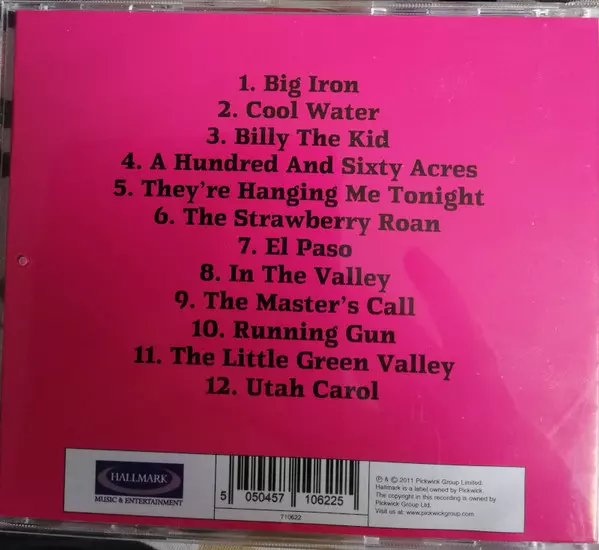 1. Big Iron
2. Cool Water
3. Billy The Kid
4. A Hundred And Sixty Acres
5. They're Hanging Me Tonight
6. The Strawberry Roan
7. El Paso
8. In The Valley
9. The Master's Call
10. Running Gun
11. The Little Green Valley
12. Utah Carol
HALLMARK
MUSIC & ENTERTAINMENT
5 050457 106225
710622
℗ & © 2011 Pickwick Group Limited.
Hallmark is a label owned by Pickwick.
The copyright in this recording is owned by
Pickwick Group Ltd.
Visit us at: www.pickwickgroup.com